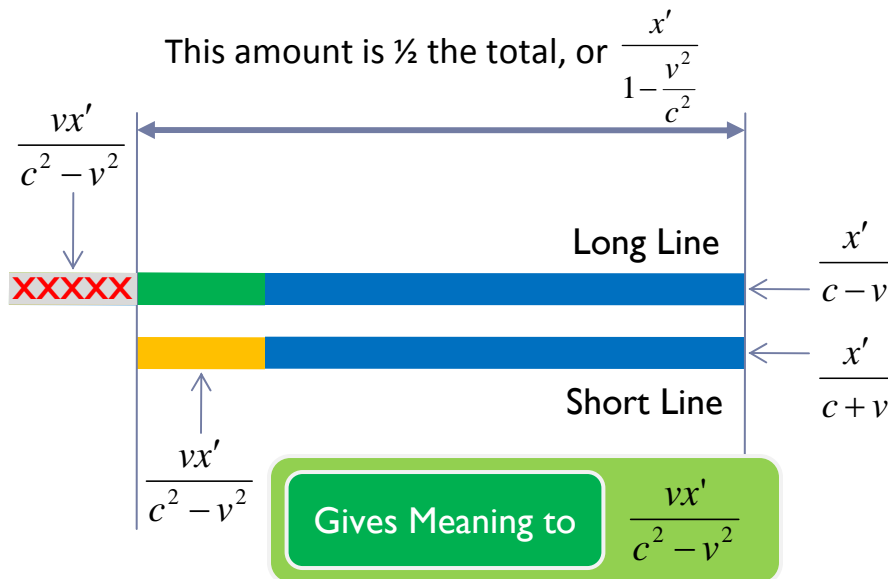 This amount is ½ the total, or x′ / (1 − v²/c²)
vx′ / (c² − v²)
Long Line
x′ / (c − v)
XXXXX
x′ / (c + v)
Short Line
vx′ / (c² − v²)
Gives Meaning to vx' / (c² − v²)